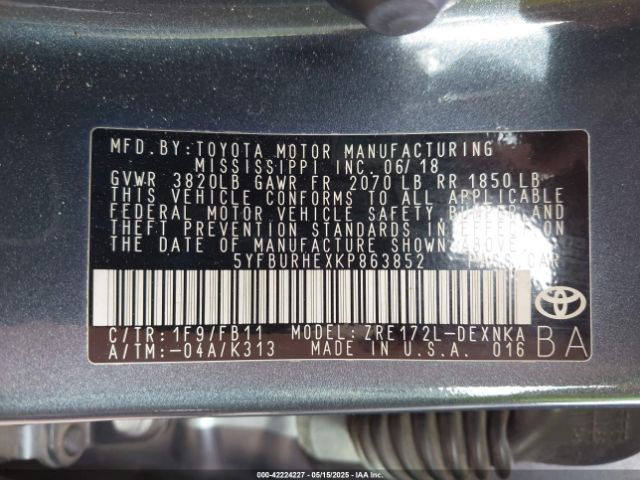 MFD.BY:TOYOTA MOTOR MANUFACTURING
MISSISSIPPI INC. 06/18
GVWR 3820LB GAWR FR 2070 LB RR 1850 LB
THIS VEHICLE CONFORMS TO ALL APPLICABLE
FEDERAL MOTOR VEHICLE SAFETY, BUMPER, AND
THEFT PREVENTION STANDARDS IN EFFECT ON
THE DATE OF MANUFACTURE SHOWN ABOVE.
5YFBURHEXKP863852 PASS CAR
C/TR: 1F9/FB11 MODEL: ZRE172L-DEXNKA
A/TM:-04A/K313 MADE IN U.S.A. 016
BA
000-42224227 - 05/15/2025 - IAA Inc.